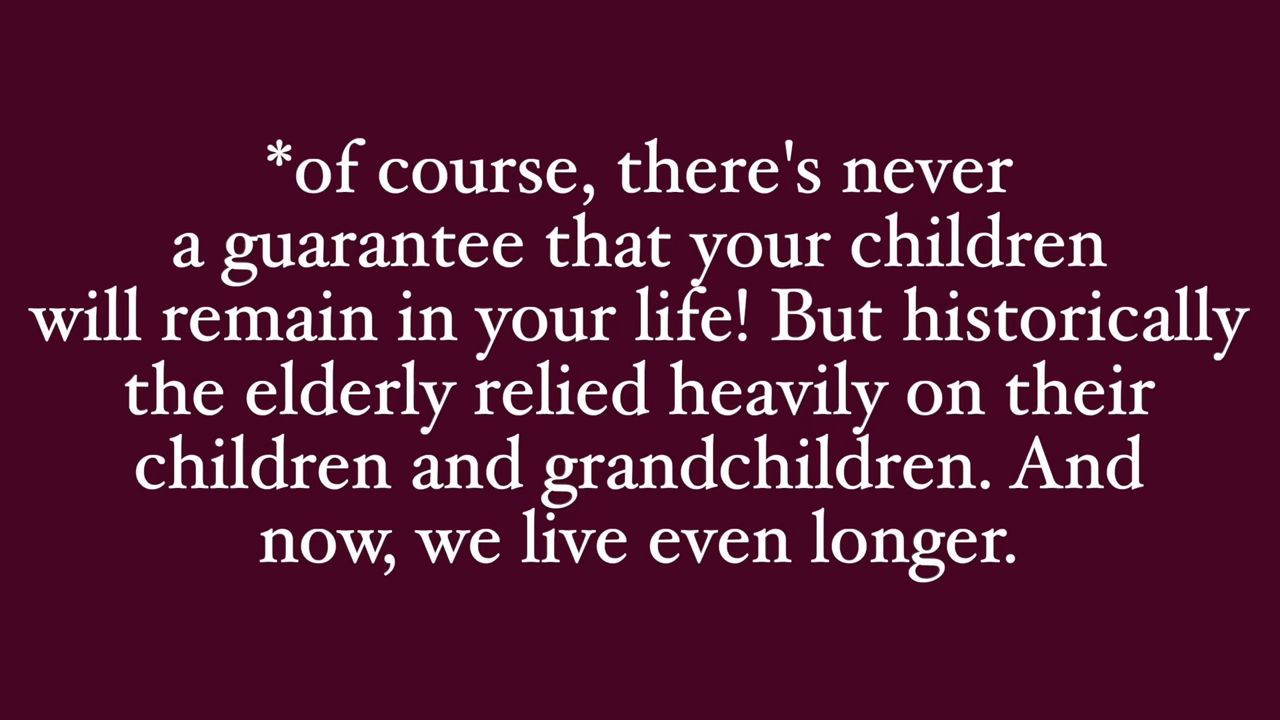 *of course, there's never
a guarantee that your children
will remain in your life! But historically
the elderly relied heavily on their
children and grandchildren. And
now, we live even longer.